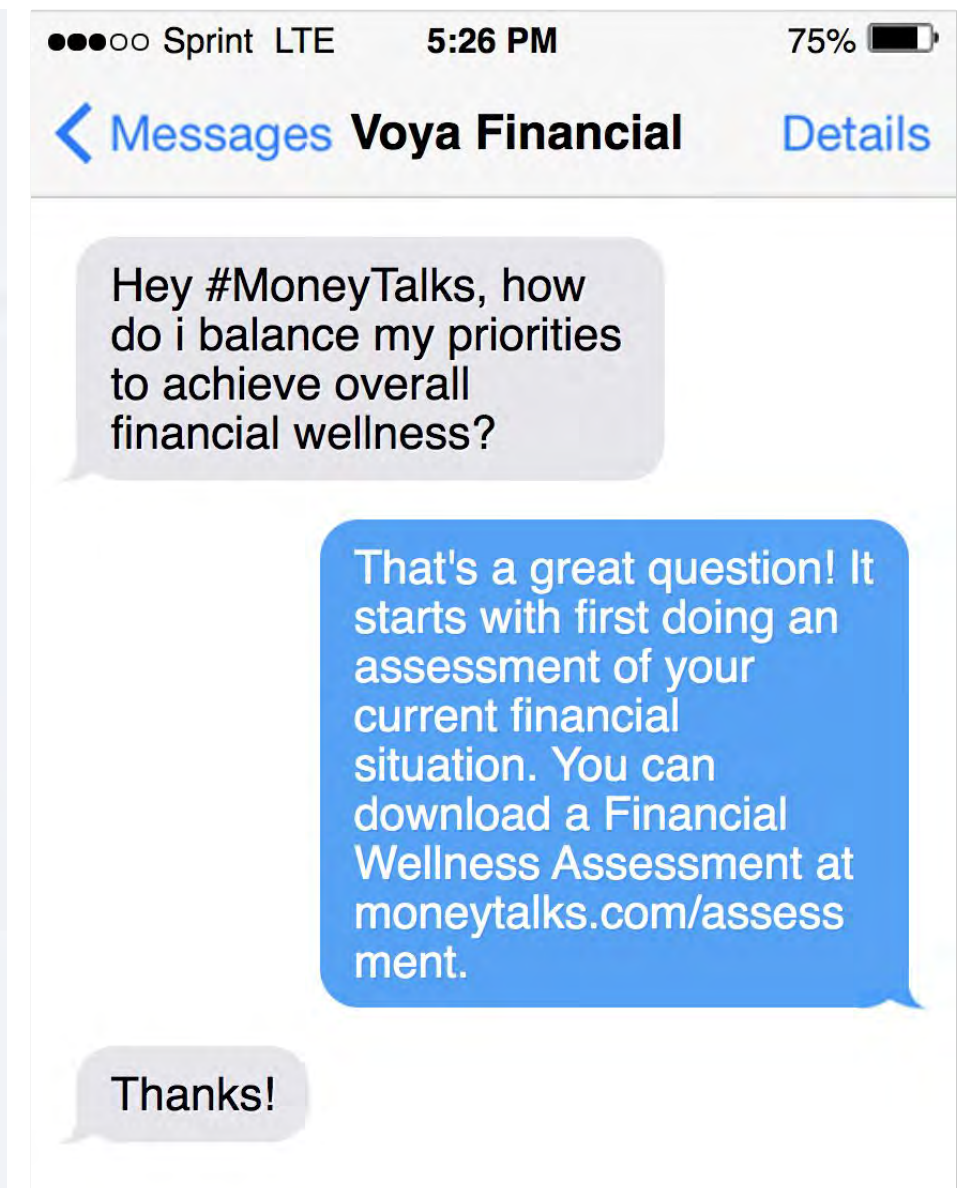 Sprint LTE 5:26 PM 75%
Messages Voya Financial Details
Hey #MoneyTalks, how
do i balance my priorities
to achieve overall
financial wellness?
That's a great question! It
starts with first doing an
assessment of your
current financial
situation. You can
download a Financial
Wellness Assessment at
moneytalks.com/assess
ment.
Thanks!